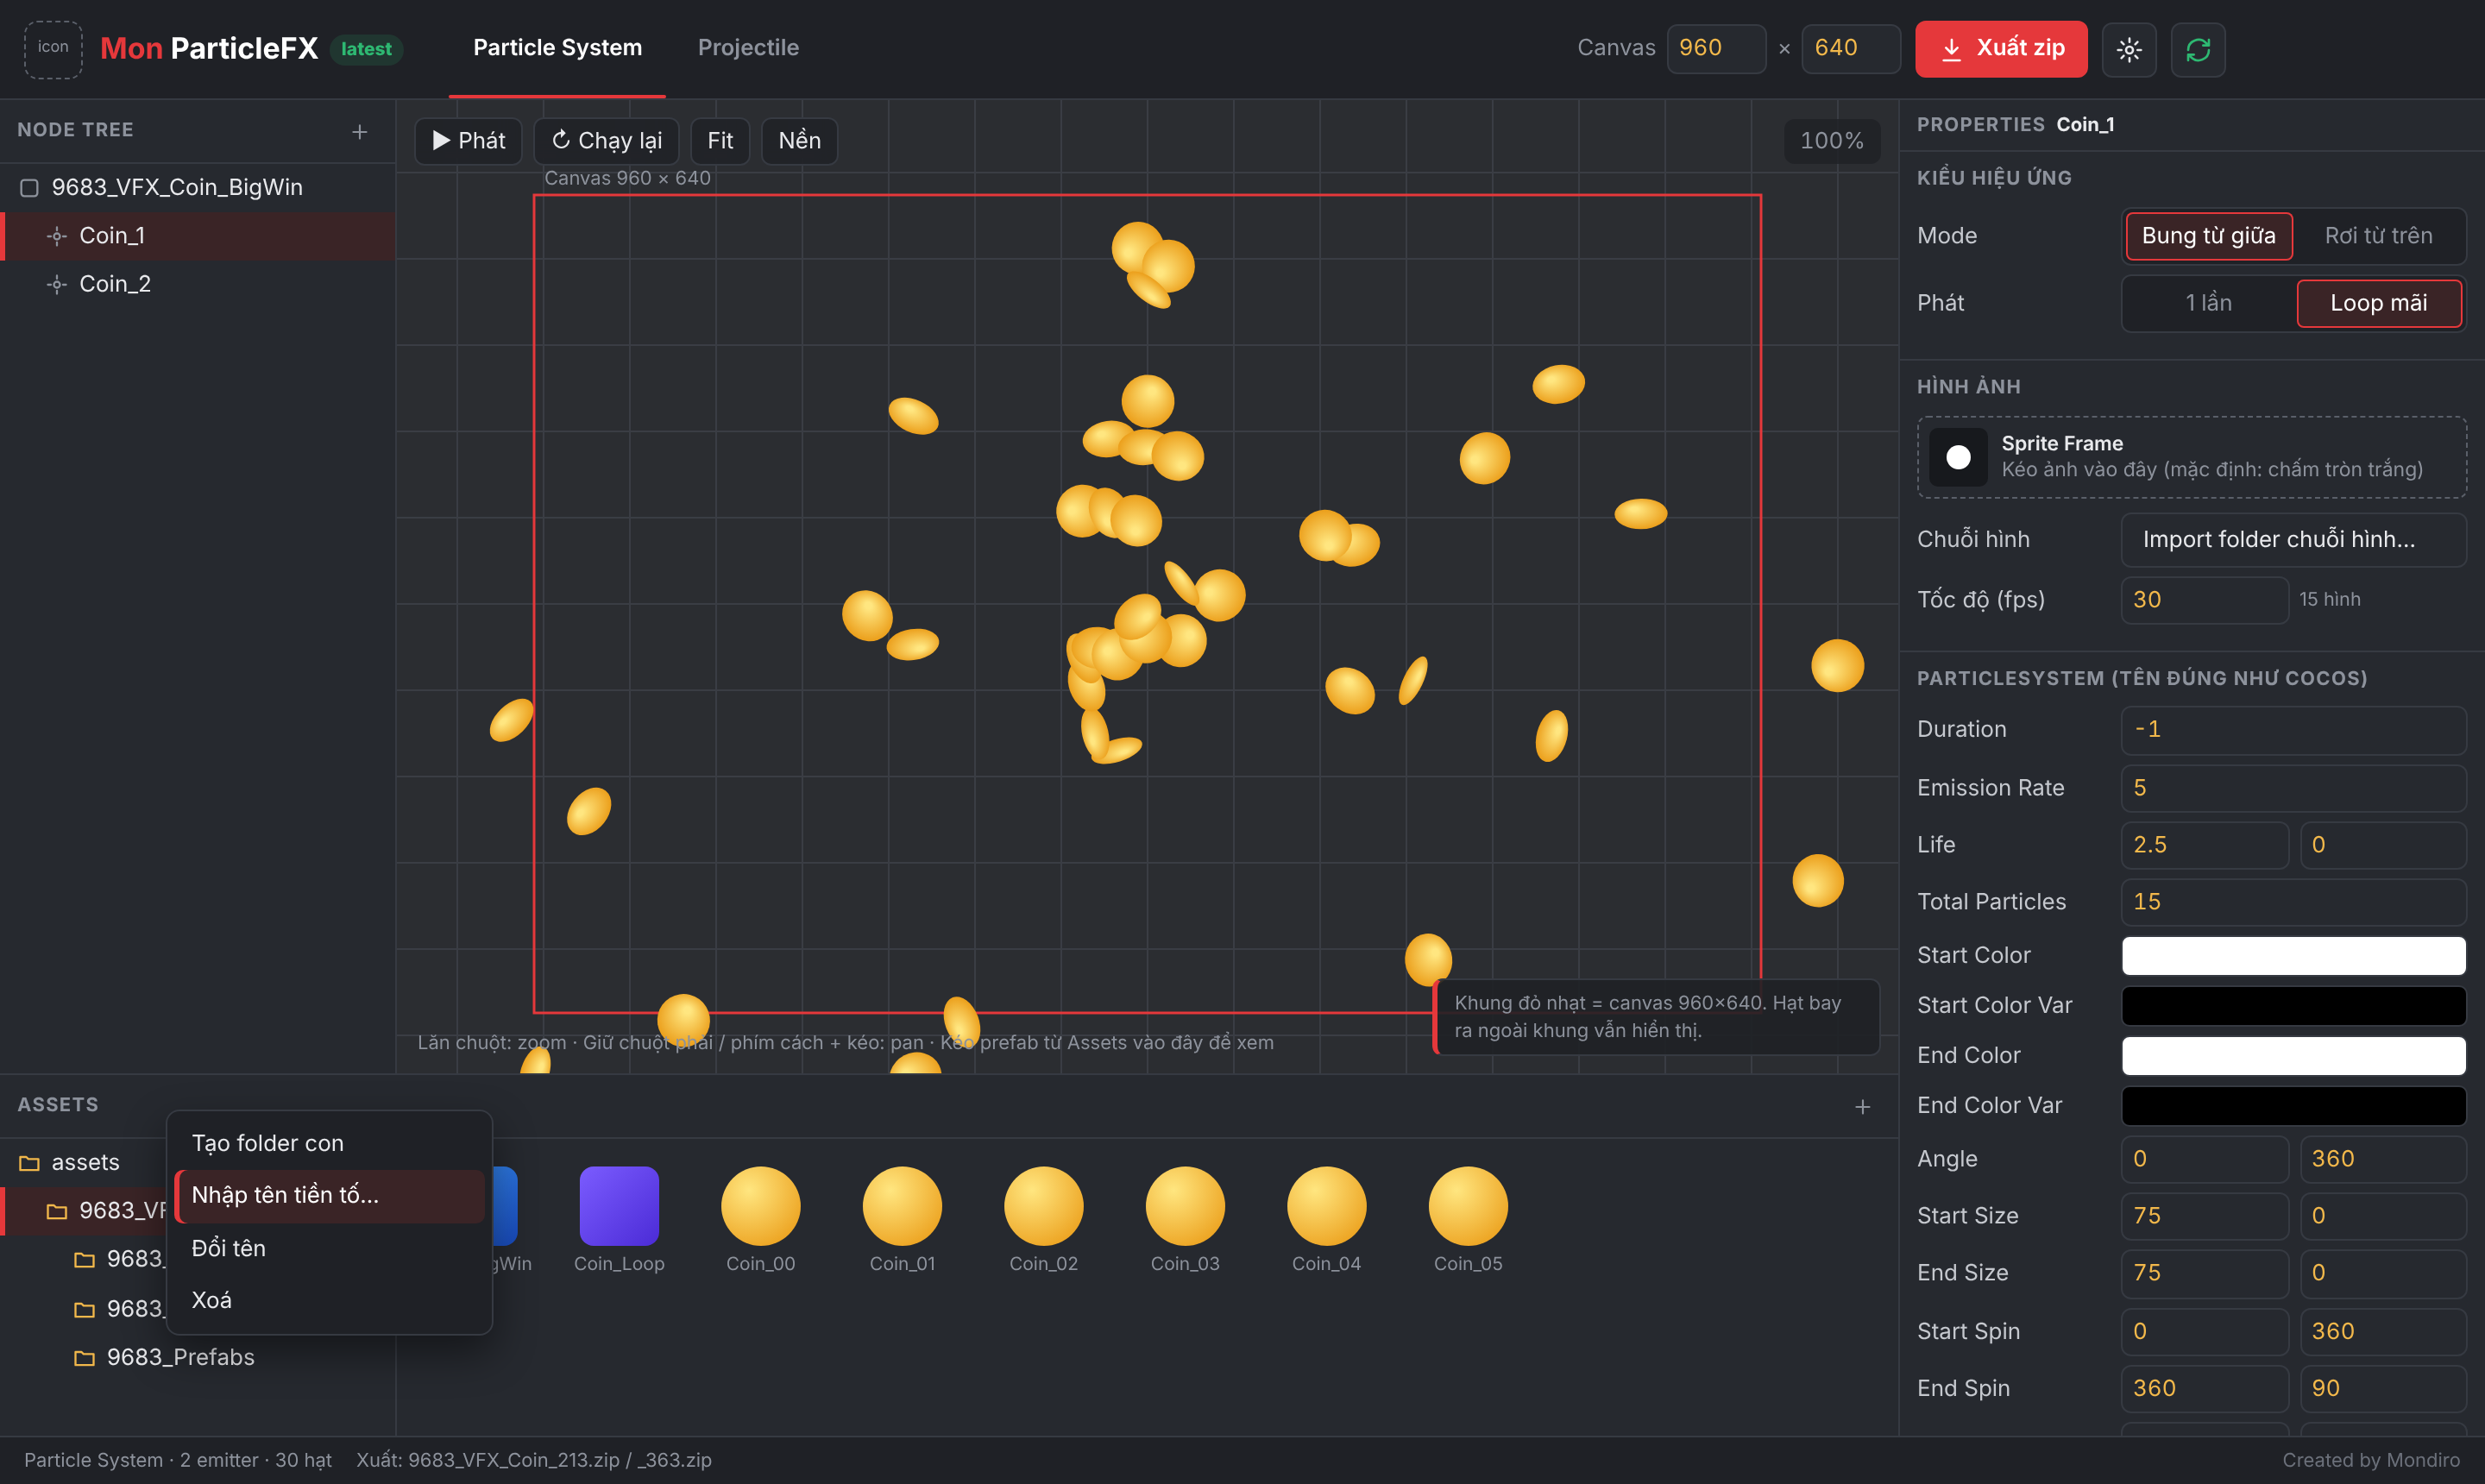 icon
Mon ParticleFX latest
Particle System
Projectile
Canvas 960 × 640
Xuất zip
NODE TREE
9683_VFX_Coin_BigWin
Coin_1
Coin_2
Phát
Chạy lại
Fit
Nền
100%
Canvas 960 × 640
Khung đỏ nhạt = canvas 960×640. Hạt bay
ra ngoài khung vẫn hiển thị.
Lăn chuột: zoom · Giữ chuột phải / phím cách + kéo: pan · Kéo prefab từ Assets vào đây để xem
PROPERTIES Coin_1
KIỂU HIỆU ỨNG
Mode
Bung từ giữa
Rơi từ trên
Phát
1 lần
Loop mãi
HÌNH ẢNH
Sprite Frame
Kéo ảnh vào đây (mặc định: chấm tròn trắng)
Chuỗi hình
Import folder chuỗi hình...
Tốc độ (fps)
30
15 hình
PARTICLESYSTEM (TÊN ĐÚNG NHƯ COCOS)
Duration
-1
Emission Rate
5
Life
2.5
0
Total Particles
15
Start Color
Start Color Var
End Color
End Color Var
Angle
0
360
Start Size
75
0
End Size
75
0
Start Spin
0
360
End Spin
360
90
ASSETS
assets
9683_VF
9683_
9683_
9683_Prefabs
Tạo folder con
Nhập tên tiền tố...
Đổi tên
Xoá
gWin
Coin_Loop
Coin_00
Coin_01
Coin_02
Coin_03
Coin_04
Coin_05
Particle System · 2 emitter · 30 hạt
Xuất: 9683_VFX_Coin_213.zip / _363.zip
Created by Mondiro